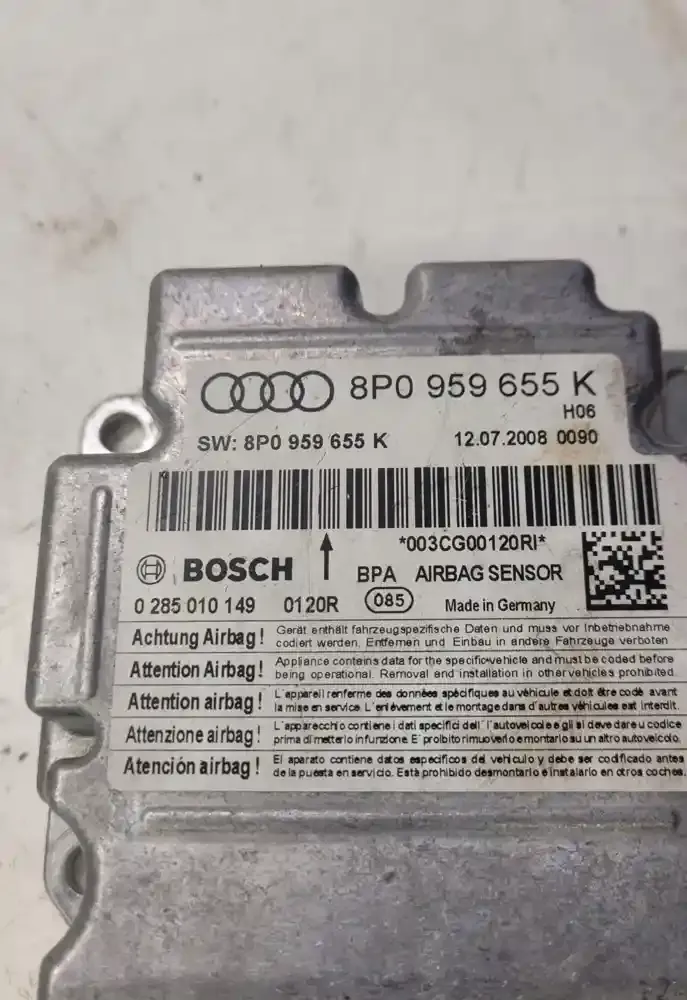 8P0 959 655 K
H06
SW: 8P0 959 655 K 12.07.2008 0090
*003CG00120RI*
BOSCH BPA AIRBAG SENSOR
0 285 010 149 0120R 085 Made in Germany
Achtung Airbag! Gerät enthält fahrzeugspezifische Daten und muss vor Inbetriebnahme
codiert werden. Entfernen und Einbau in andere Fahrzeuge verboten
Attention Airbag! Appliance contains data for the specific vehicle and must be coded before
being operational. Removal and installation in other vehicles prohibited.
Attention airbag! L'appareil renferme des données spécifiques au véhicule et doit être codé avant
la mise en service. L'enlèvement et le montage dans d'autres véhicules est interdit.
Attenzione airbag! L'apparecchio contiene i dati specifici dell'l'autoveicolo e gli si deve dare u codice
prima di metterlo in funzione E' proibito rimuoverlo e montarlo su un altro autoveicolo.
Atención airbag! El aparato contiene datos especificos del vehiculo y debe ser codificado antes
de la puesta en servicio. Está prohibido desmontarlo e instalarlo en otros coches.